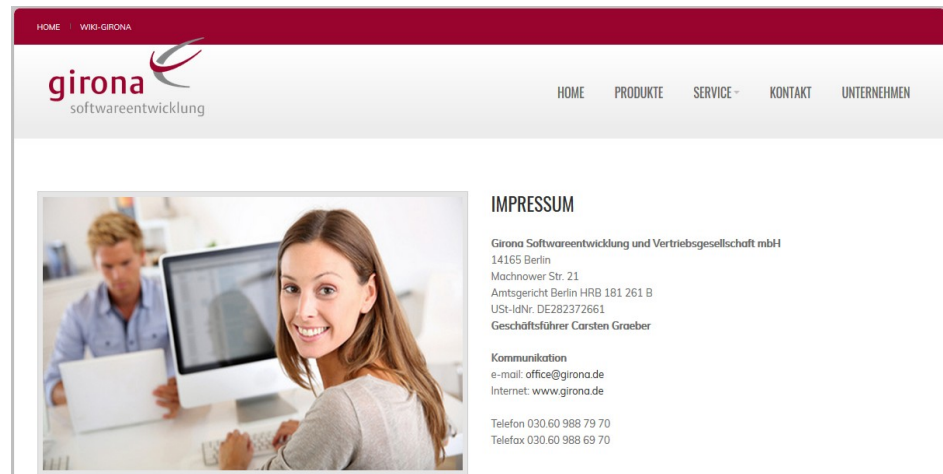 HOME WIKI-GIRONA
girona
softwareentwicklung
HOME PRODUKTE SERVICE KONTAKT UNTERNEHMEN
IMPRESSUM
Girona Softwareentwicklung und Vertriebsgesellschaft mbH
14165 Berlin
Machnower Str. 21
Amtsgericht Berlin HRB 181 261 B
USt-IdNr. DE282372661
Geschäftsführer Carsten Graeber
Kommunikation
e-mail: office@girona.de
Internet: www.girona.de
Telefon 030.60 988 79 70
Telefax 030.60 988 69 70